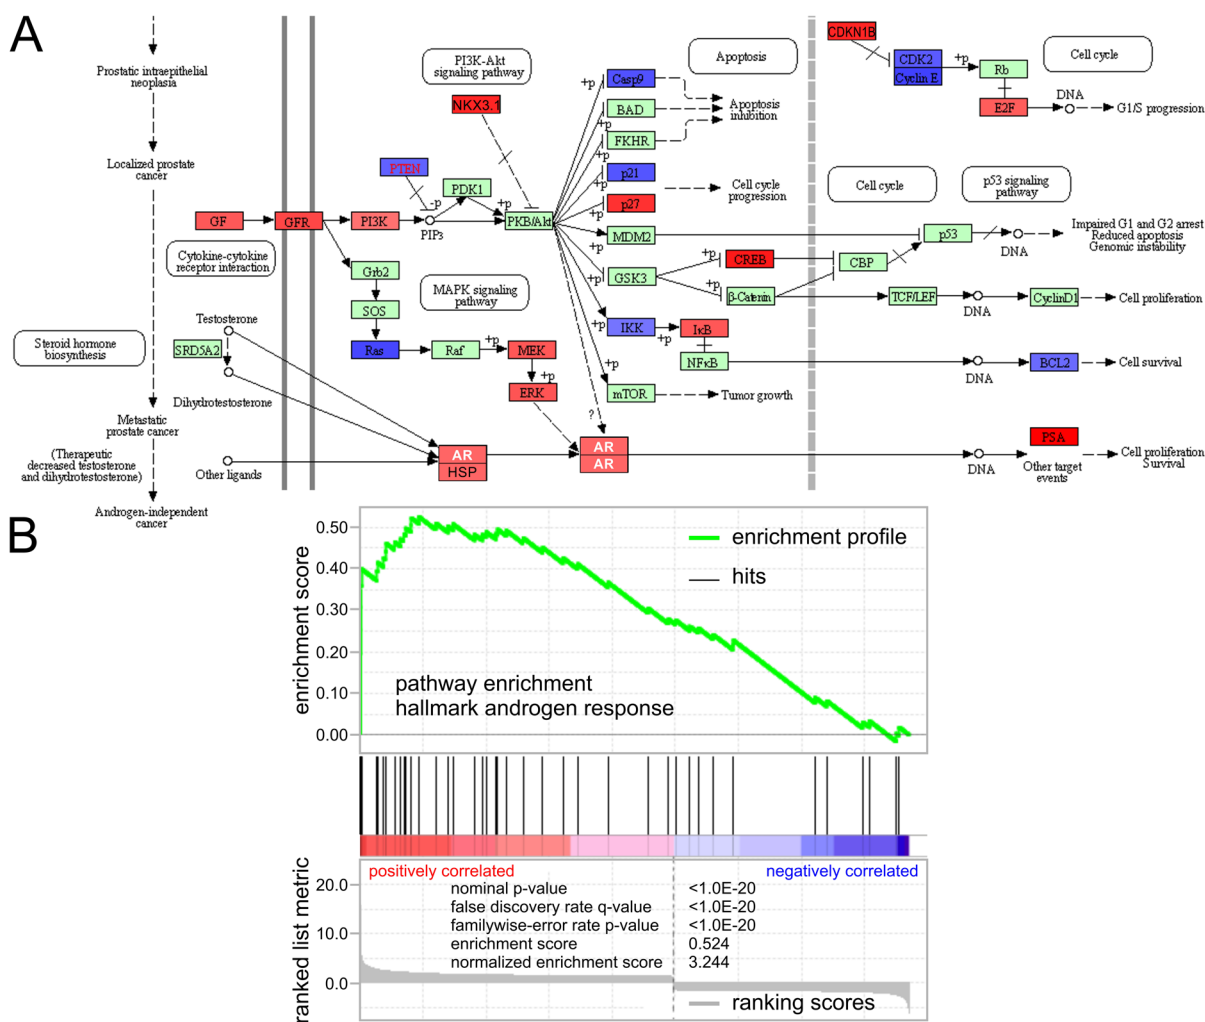 A
Prostatic intraepithelial
neoplasia
Localized prostate
cancer
Steroid hormone
biosynthesis
Metastatic
prostate cancer
(Therapeutic
decreased testosterone
and dihydrotestosterone)
Androgen-independent
cancer
GF
GFR
PI3K
Cytokine-cytokine
receptor interaction
Testosterone
SRD5A2
Dihydrotestosterone
Other ligands
PI3K-Akt
signaling pathway
NKX3.1
PTEN
-p
PIP3
PDK1
+p
PKB/Akt
Grb2
SOS
Ras
Raf
+p
MEK
+p
ERK
MAPK signaling
pathway
AR
HSP
AR
AR
?
+p
+p
+p
+p
+p
+p
+p
+p
+p
Casp9
BAD
FKHR
p21
p27
MDM2
GSK3
IKK
mTOR
Apoptosis
Apoptosis
inhibition
Cell cycle
progression
+p
CREB
+p
β-Catenin
+p
IκB
NFκB
Tumor growth
CDKN1B
CDK2
Cyclin E
+p
Rb
E2F
DNA
G1/S progression
Cell cycle
Cell cycle
p53 signaling
pathway
p53
DNA
Impaired G1 and G2 arrest
Reduced apoptosis
Genomic instability
CBP
TCF/LEF
DNA
CyclinD1
Cell proliferation
DNA
BCL2
Cell survival
DNA
PSA
Other target
events
Cell proliferation
Survival
B
enrichment score
0.50
0.40
0.30
0.20
0.10
0.00
enrichment profile
hits
pathway enrichment
hallmark androgen response
ranked list metric
20.0
10.0
0.0
positively correlated
negatively correlated
nominal p-value <1.0E-20
false discovery rate q-value <1.0E-20
familywise-error rate p-value <1.0E-20
enrichment score 0.524
normalized enrichment score 3.244
ranking scores